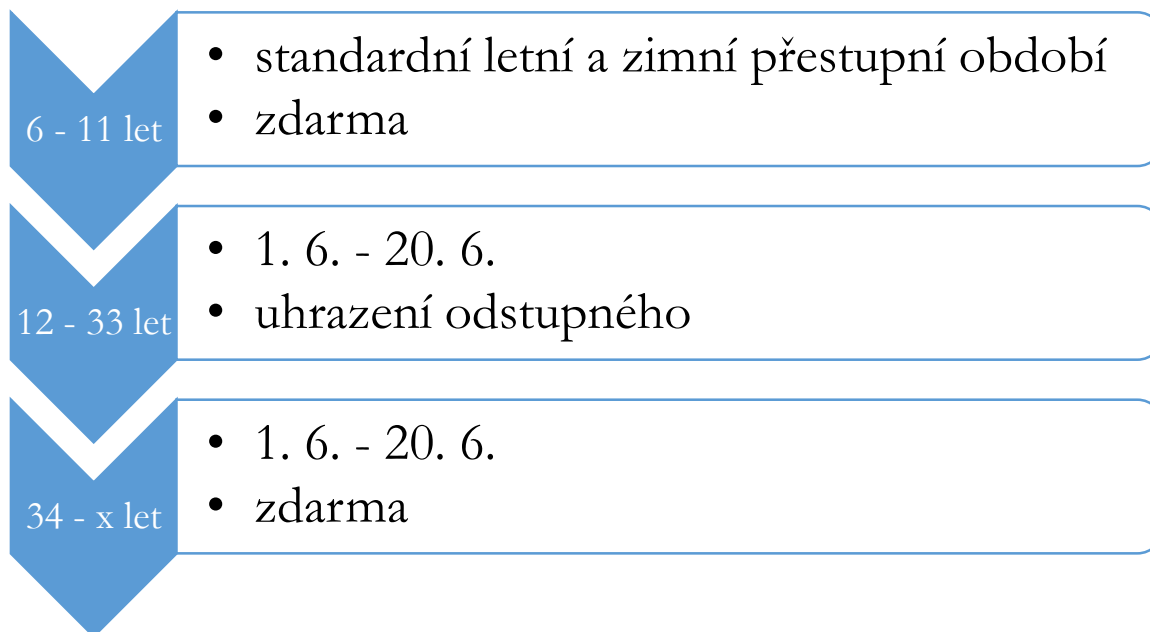 6 - 11 let
• standardní letní a zimní přestupní období
• zdarma
12 - 33 let
• 1. 6. - 20. 6.
• uhrazení odstupného
34 - x let
• 1. 6. - 20. 6.
• zdarma